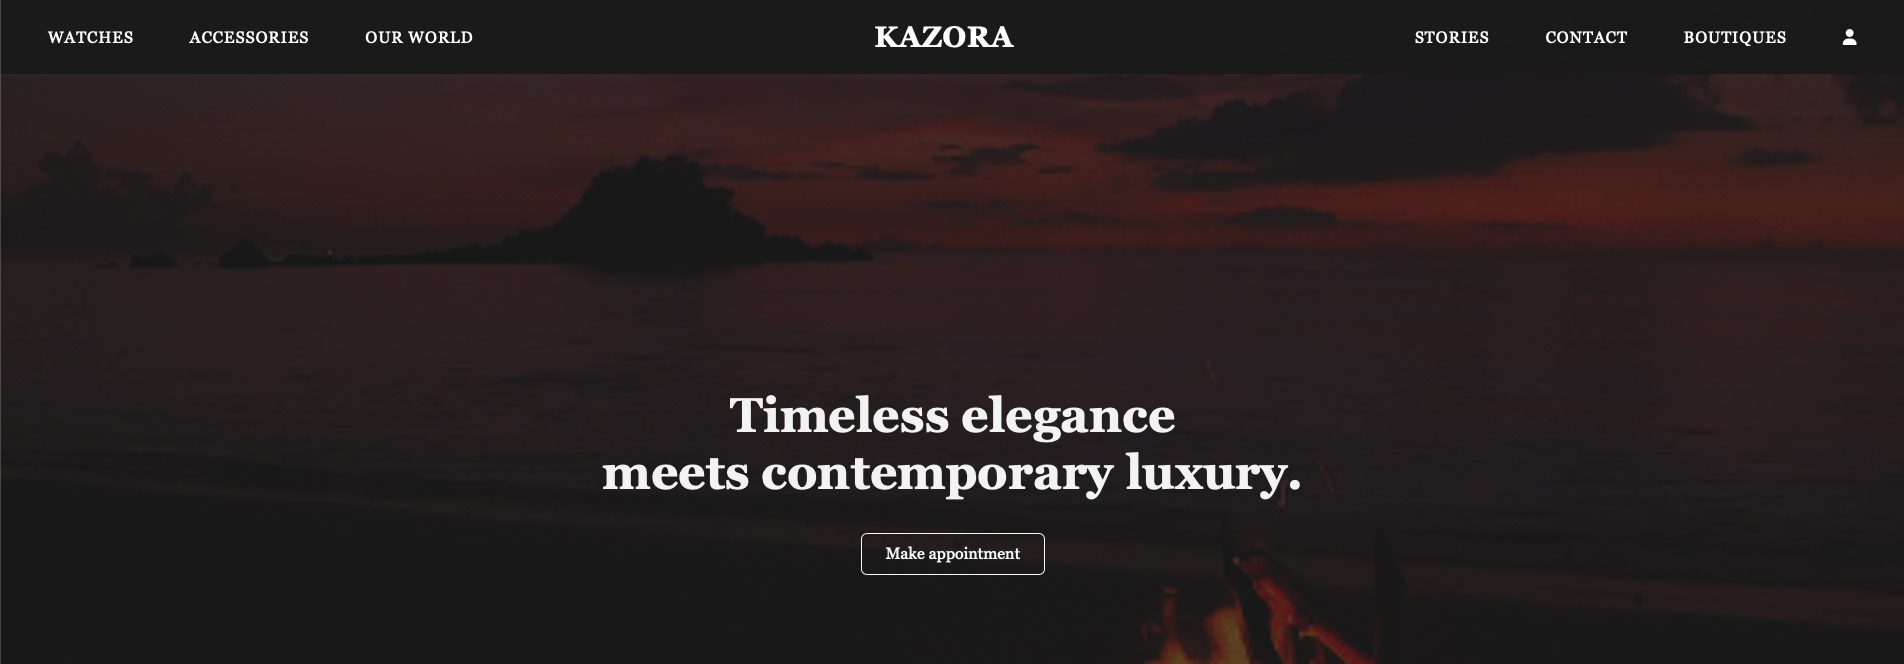 WATCHES ACCESSORIES OUR WORLD KAZORA STORIES CONTACT BOUTIQUES
Timeless elegance
meets contemporary luxury.
Make appointment